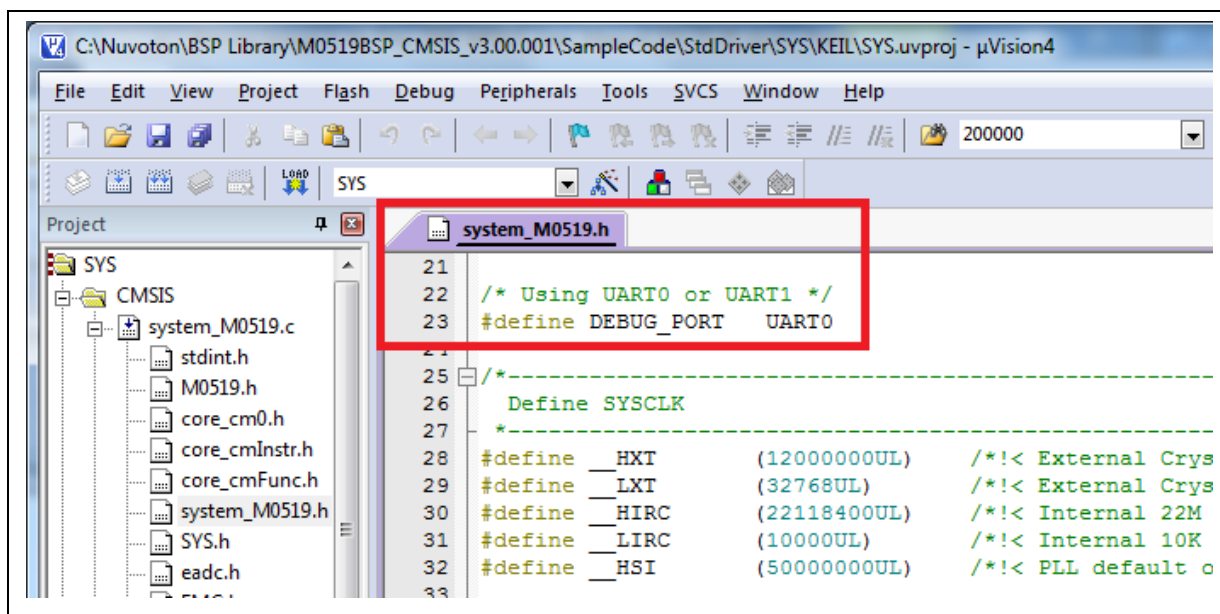 C:\Nuvoton\BSP Library\M0519BSP_CMSIS_v3.00.001\SampleCode\StdDriver\SYS\KEIL\SYS.uvproj - µVision4
File Edit View Project Flash Debug Peripherals Tools SVCS Window Help
200000
LOAD SYS
Project
system_M0519.h
SYS
CMSIS
system_M0519.c
stdint.h
M0519.h
core_cm0.h
core_cmInstr.h
core_cmFunc.h
system_M0519.h
SYS.h
eadc.h
21
22 /* Using UART0 or UART1 */
23 #define DEBUG_PORT UART0
24
25 /*----------------------------------------------------
26 Define SYSCLK
27 *----------------------------------------------------
28 #define __HXT (12000000UL) /*!< External Crys
29 #define __LXT (32768UL) /*!< External Crys
30 #define __HIRC (22118400UL) /*!< Internal 22M
31 #define __LIRC (10000UL) /*!< Internal 10K
32 #define __HSI (50000000UL) /*!< PLL default o
33